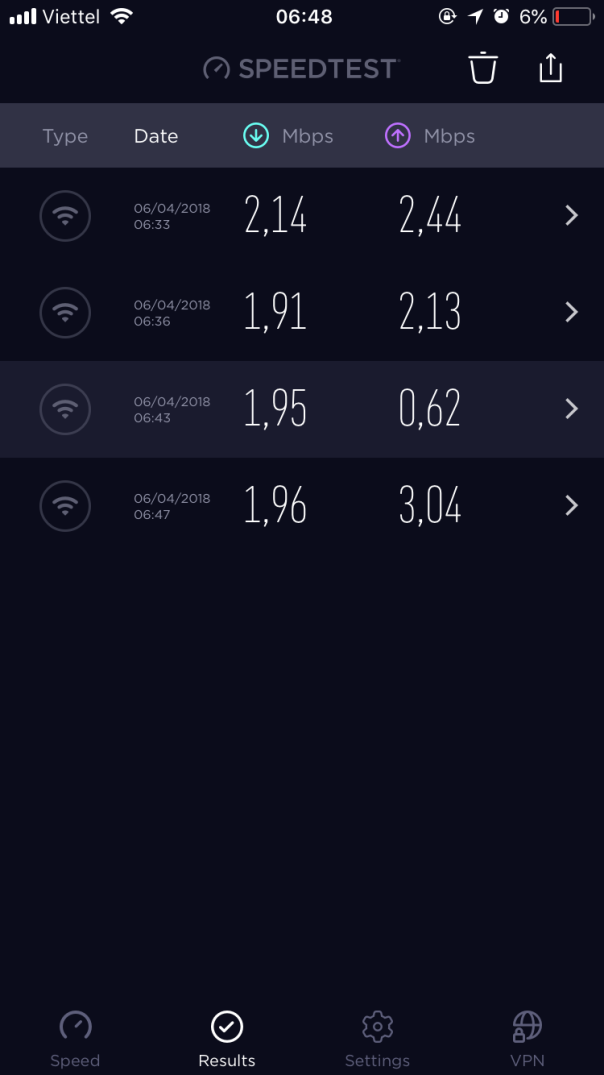 Viettel 06:48 6%
SPEEDTEST
Type Date Mbps Mbps
06/04/2018
06:33 2,14 2,44
06/04/2018
06:36 1,91 2,13
06/04/2018
06:43 1,95 0,62
06/04/2018
06:47 1,96 3,04
Speed Results Settings VPN